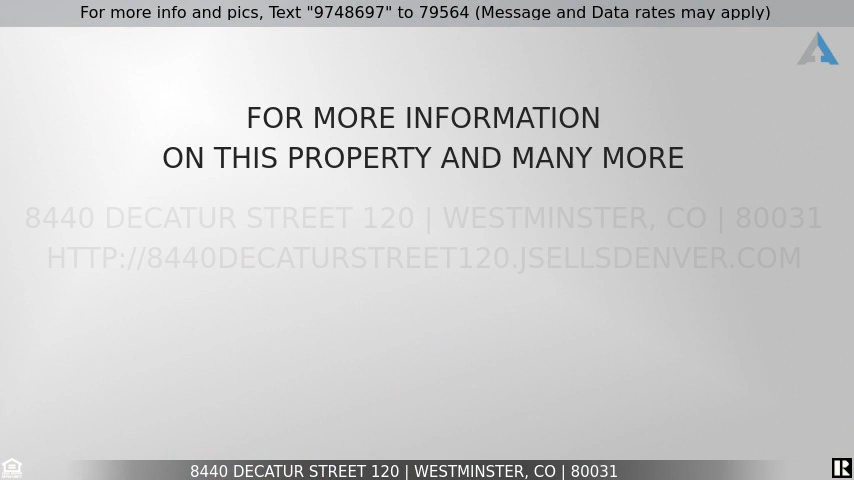 For more info and pics, Text "9748697" to 79564 (Message and Data rates may apply)
FOR MORE INFORMATION
ON THIS PROPERTY AND MANY MORE
8440 DECATUR STREET 120 | WESTMINSTER, CO | 80031
HTTP://8440DECATURSTREET120.JSELLSDENVER.COM
8440 DECATUR STREET 120 | WESTMINSTER, CO | 80031